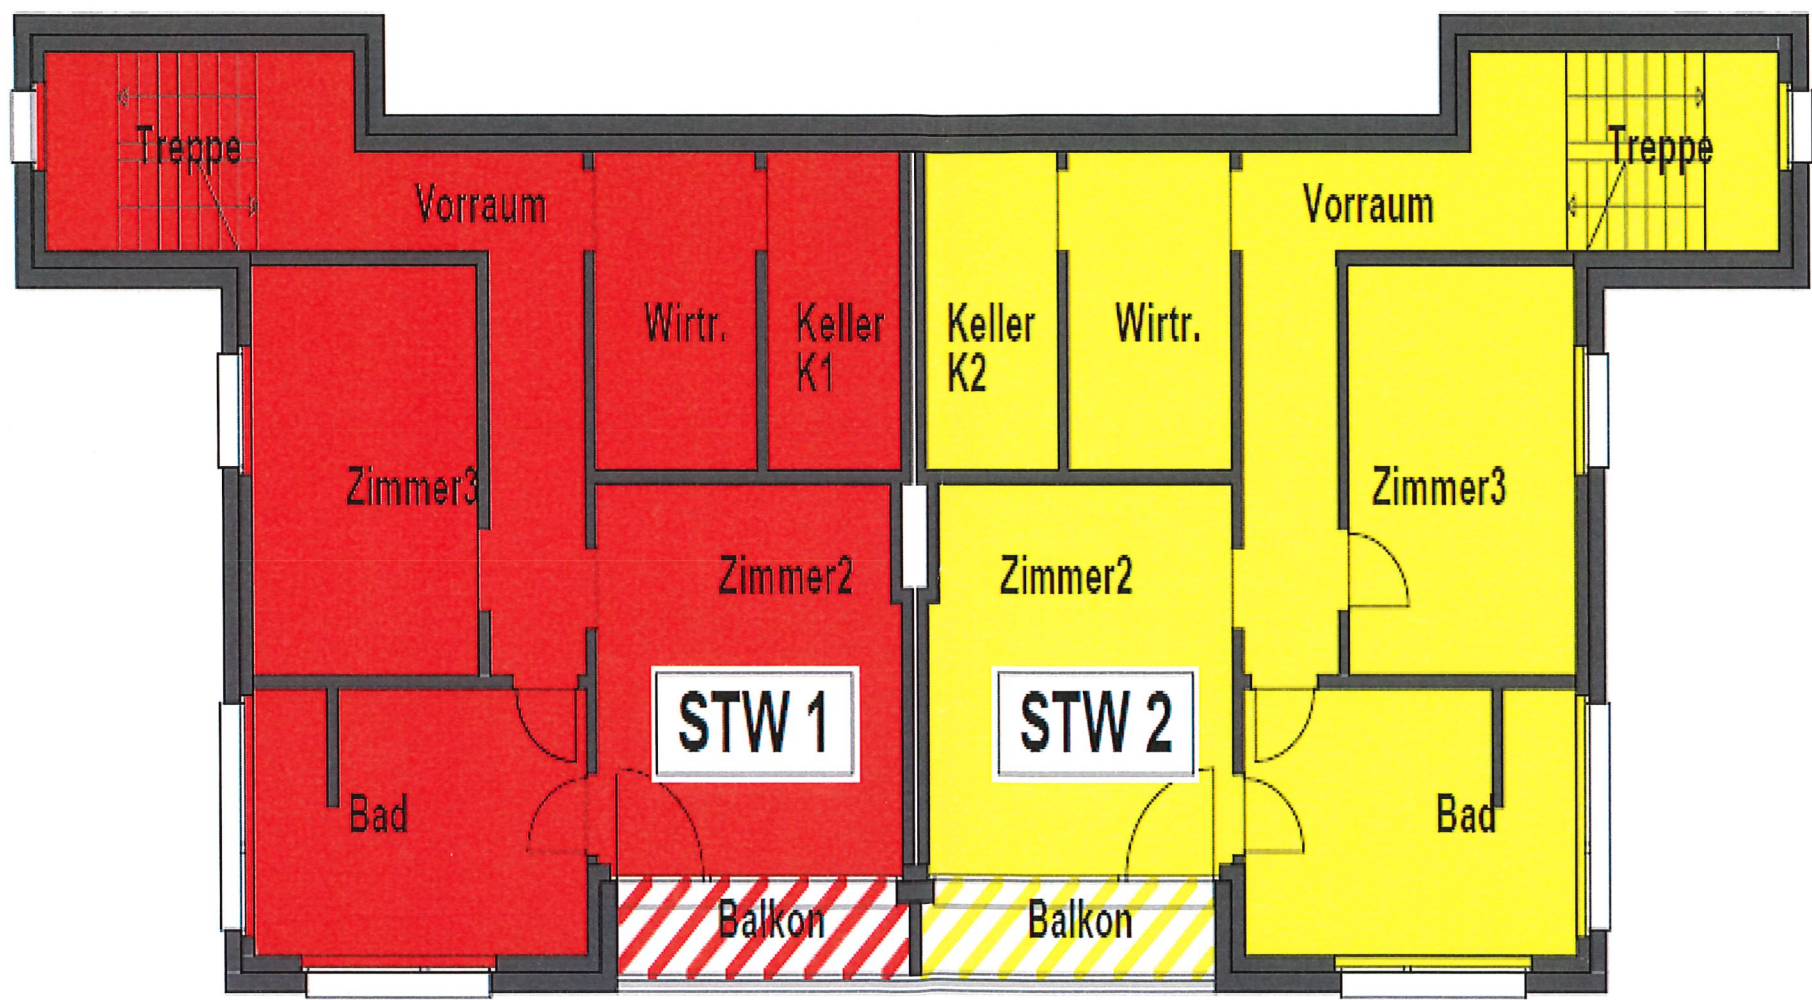 Treppe
Treppe
Vorraum
Vorraum
Wirtr.
Keller
K1
Keller
K2
Wirtr.
Zimmer3
Zimmer3
Zimmer2
Zimmer2
STW 1
STW 2
Bad
Bad
Balkon
Balkon